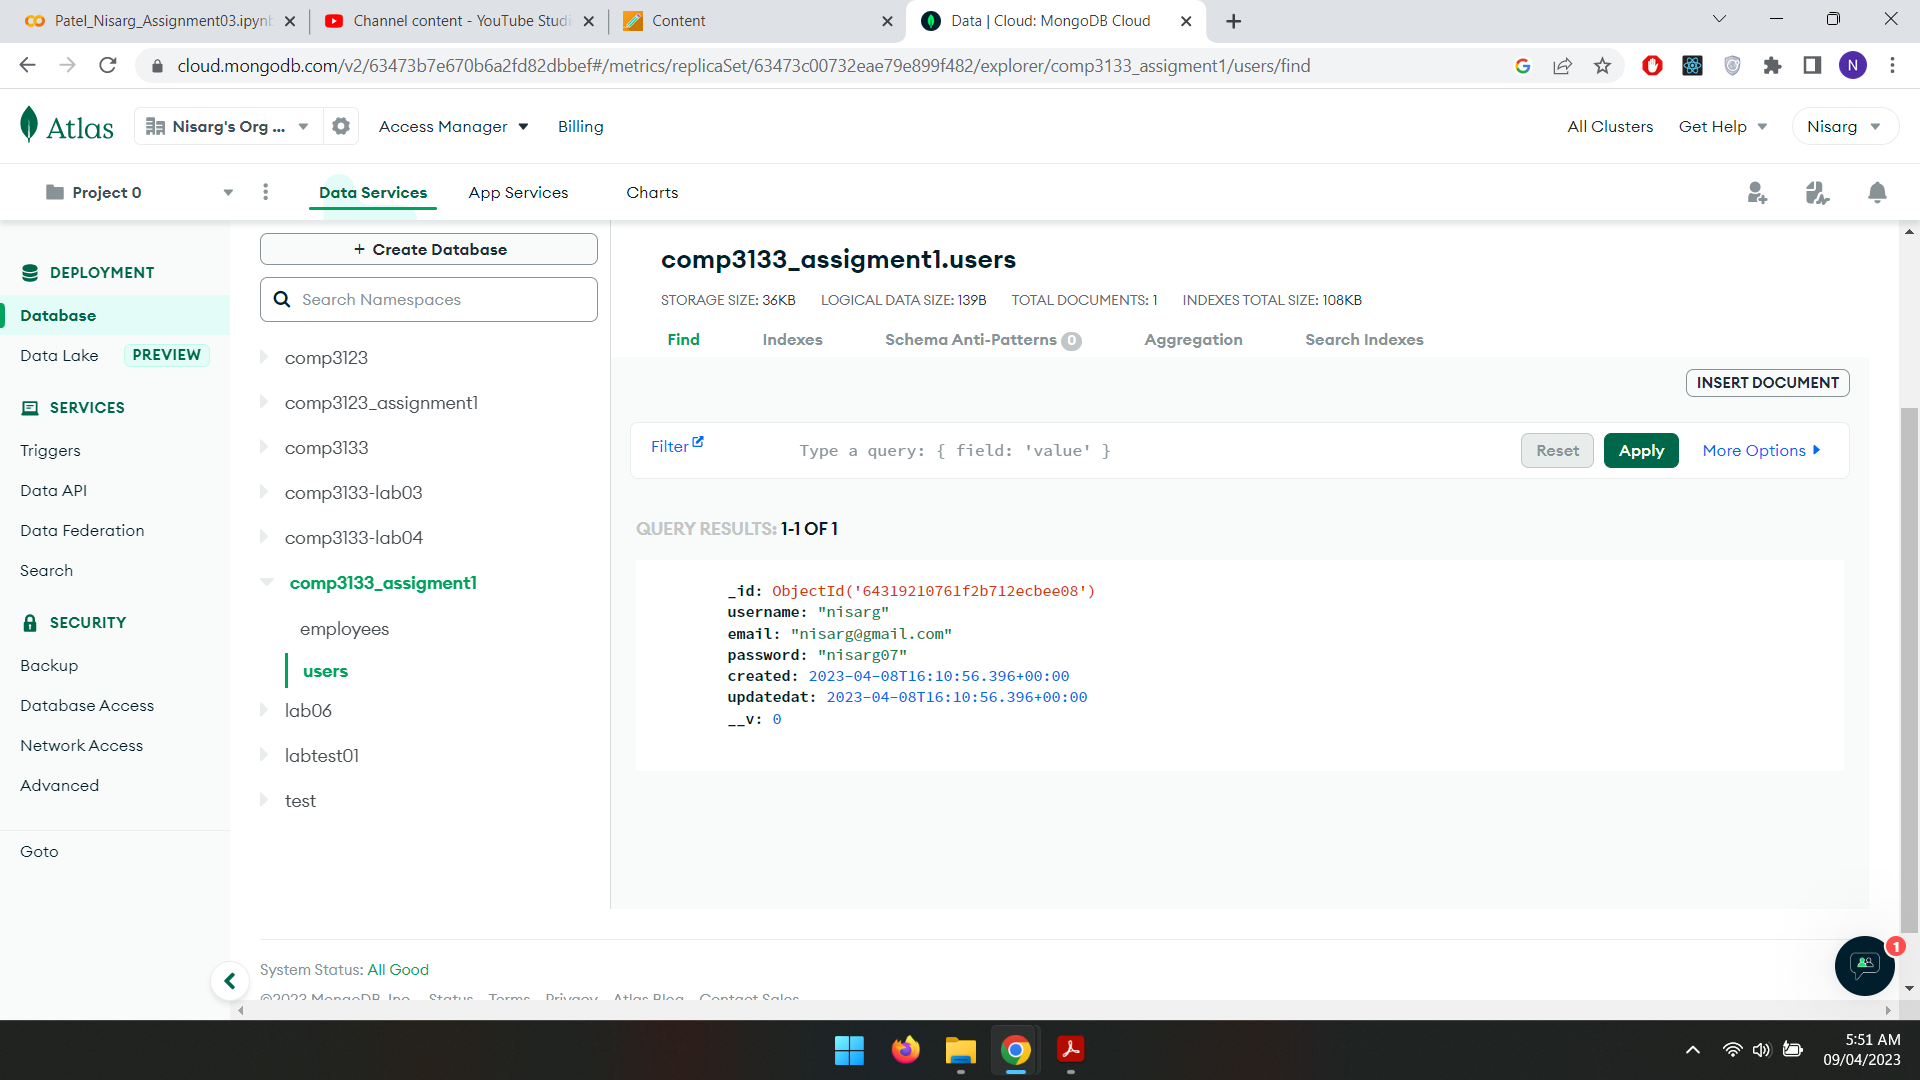 Patel_Nisarg_Assignment03.ipynb
Channel content - YouTube Studi
Content
Data | Cloud: MongoDB Cloud
cloud.mongodb.com/v2/63473b7e670b6a2fd82dbbef#/metrics/replicaSet/63473c00732eae79e899f482/explorer/comp3133_assigment1/users/find
N
Atlas
Nisarg's Org ...
Access Manager
Billing
All Clusters
Get Help
Nisarg
Project 0
Data Services
App Services
Charts
DEPLOYMENT
Database
Data Lake
PREVIEW
SERVICES
Triggers
Data API
Data Federation
Search
SECURITY
Backup
Database Access
Network Access
Advanced
Goto
+ Create Database
Search Namespaces
comp3123
comp3123_assignment1
comp3133
comp3133-lab03
comp3133-lab04
comp3133_assigment1
employees
users
lab06
labtest01
test
comp3133_assigment1.users
STORAGE SIZE: 36KB LOGICAL DATA SIZE: 139B TOTAL DOCUMENTS: 1 INDEXES TOTAL SIZE: 108KB
Find Indexes Schema Anti-Patterns 0 Aggregation Search Indexes
INSERT DOCUMENT
Filter
Type a query: { field: 'value' }
Reset
Apply
More Options
QUERY RESULTS: 1-1 OF 1
_id: ObjectId('64319210761f2b712ecbee08')
username: "nisarg"
email: "nisarg@gmail.com"
password: "nisarg07"
created: 2023-04-08T16:10:56.396+00:00
updatedat: 2023-04-08T16:10:56.396+00:00
__v: 0
System Status: All Good
©2023 MongoDB, Inc. Status Terms Privacy Atlas Blog Contact Sales
1
5:51 AM
09/04/2023